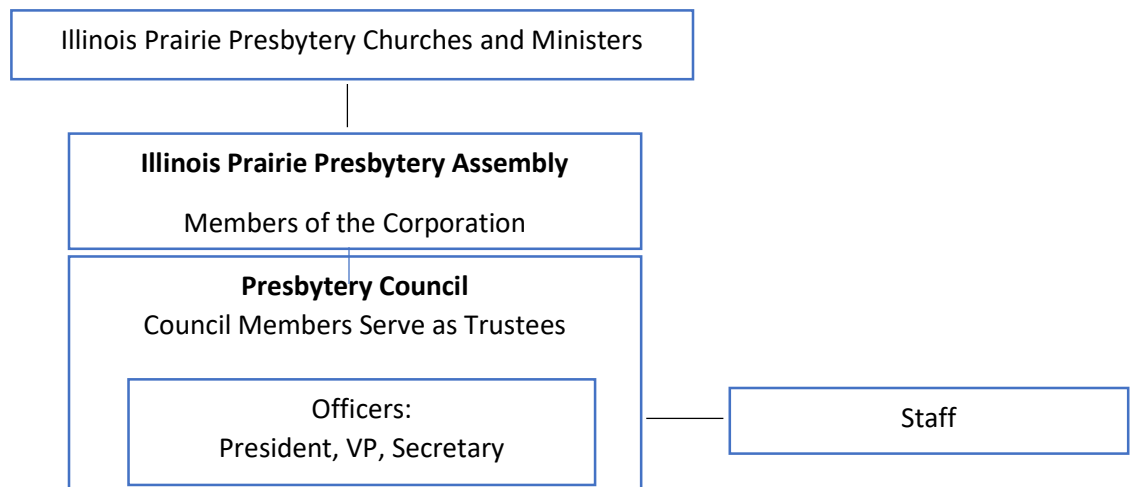 Illinois Prairie Presbytery Churches and Ministers
Illinois Prairie Presbytery Assembly
Members of the Corporation
Presbytery Council
Council Members Serve as Trustees
Officers:
President, VP, Secretary
Staff